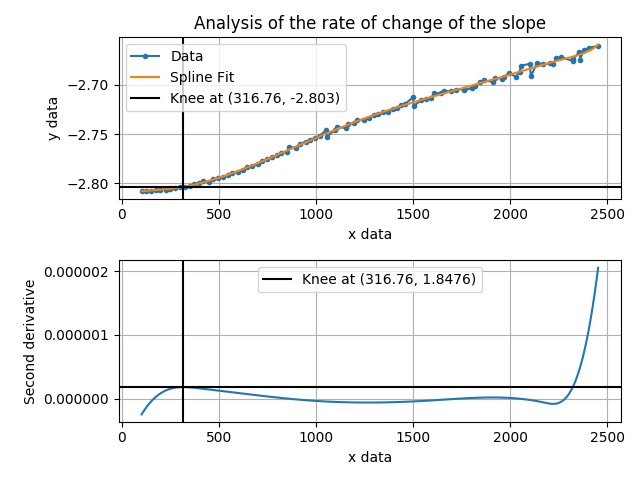 Analysis of the rate of change of the slope
Data
Spline Fit
Knee at (316.76, -2.803)
y data
−2.70
−2.75
−2.80
0 500 1000 1500 2000 2500
x data
Knee at (316.76, 1.8476)
Second derivative
0.000002
0.000001
0.000000
0 500 1000 1500 2000 2500
x data